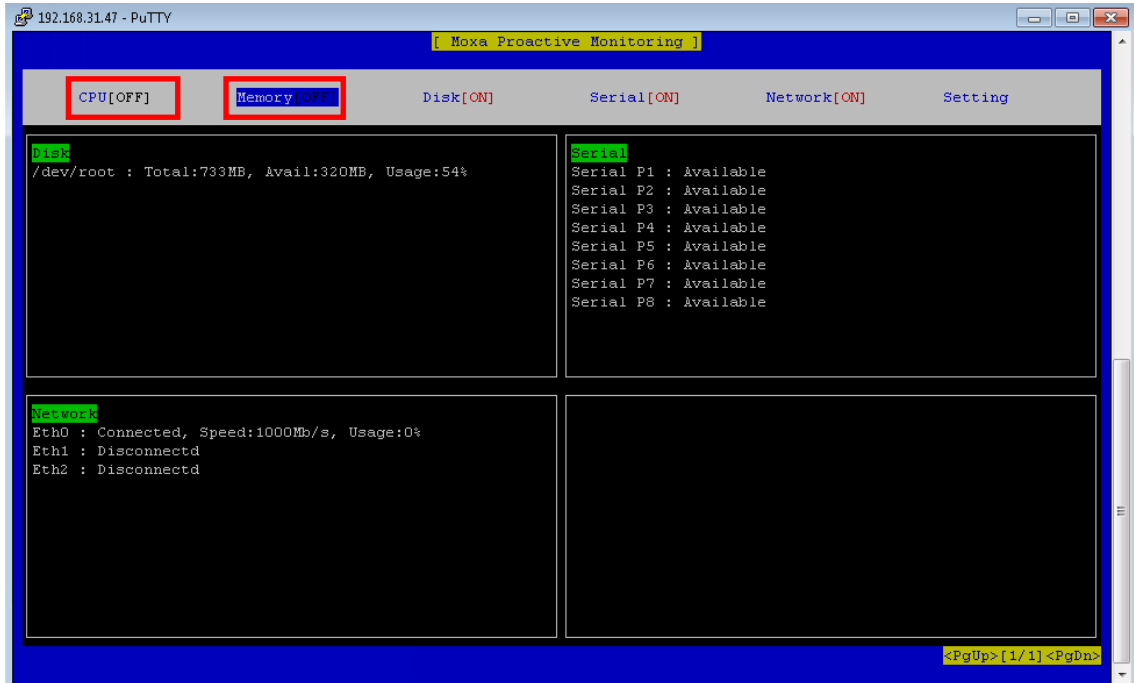 192.168.31.47 - PuTTY
[ Moxa Proactive Monitoring ]
CPU[OFF] Memory[OFF] Disk[ON] Serial[ON] Network[ON] Setting
Disk
/dev/root : Total:733MB, Avail:320MB, Usage:54%
Serial
Serial P1 : Available
Serial P2 : Available
Serial P3 : Available
Serial P4 : Available
Serial P5 : Available
Serial P6 : Available
Serial P7 : Available
Serial P8 : Available
Network
Eth0 : Connected, Speed:1000Mb/s, Usage:0%
Eth1 : Disconnectd
Eth2 : Disconnectd
<PgUp>[1/1]<PgDn>